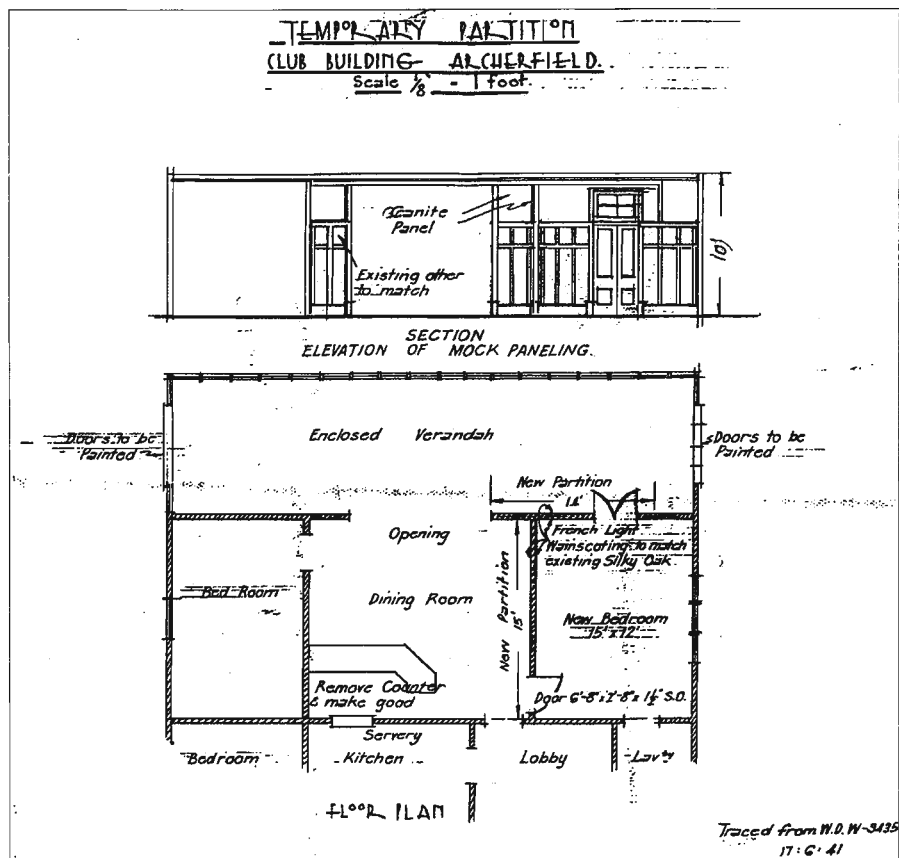 TEMPORARY PARTITION
CLUB BUILDING ARCHERFIELD.
Scale 1/8" - 1 foot.
Panel
Existing other
to match
10'
SECTION
ELEVATION OF MOCK PANELING.
Doors to be
Painted
Enclosed Verandah
Doors to be
Painted
New Partition
Opening
French Light
Wainscoting to match
existing Silky Oak
Bed Room
Dining Room
New Partition
15'
New Bedroom
15' x 12'
Remove Counter
& make good
Door 6'-8" x 2'-8" x 1½" S.O.
Servery
Bedroom
Kitchen
Lobby
Lavty
FLOOR PLAN
Traced from W.D. W-3435
17·6·41